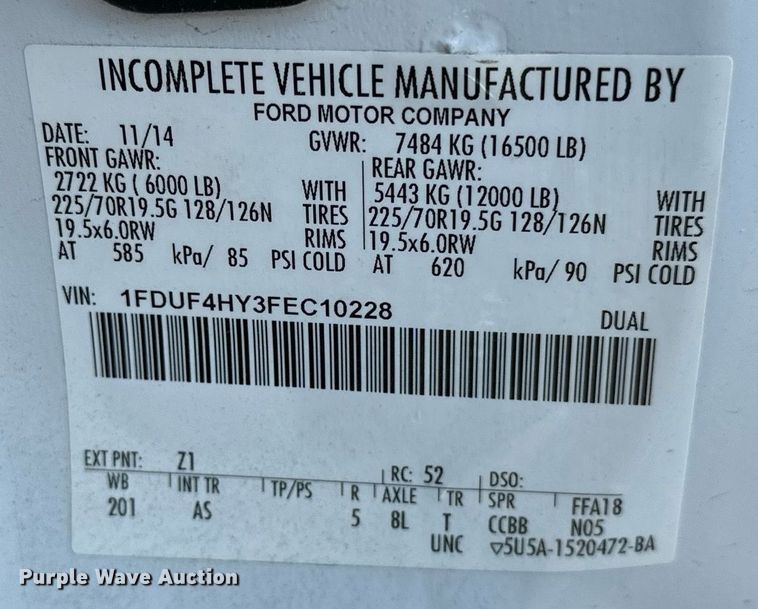 INCOMPLETE VEHICLE MANUFACTURED BY
FORD MOTOR COMPANY
DATE: 11/14 GVWR: 7484 KG (16500 LB)
FRONT GAWR: REAR GAWR:
2722 KG ( 6000 LB) WITH 5443 KG (12000 LB) WITH
225/70R19.5G 128/126N TIRES 225/70R19.5G 128/126N TIRES
19.5x6.0RW RIMS 19.5x6.0RW RIMS
AT 585 kPa/ 85 PSI COLD AT 620 kPa/ 90 PSI COLD
VIN: 1FDUF4HY3FEC10228 DUAL
EXT PNT: Z1 RC: 52 DSO:
WB INT TR TP/PS R AXLE TR SPR FFA18
201 AS 5 8L T CCBB N05
UNC ▽5U5A-1520472-BA
Purple Wave Auction